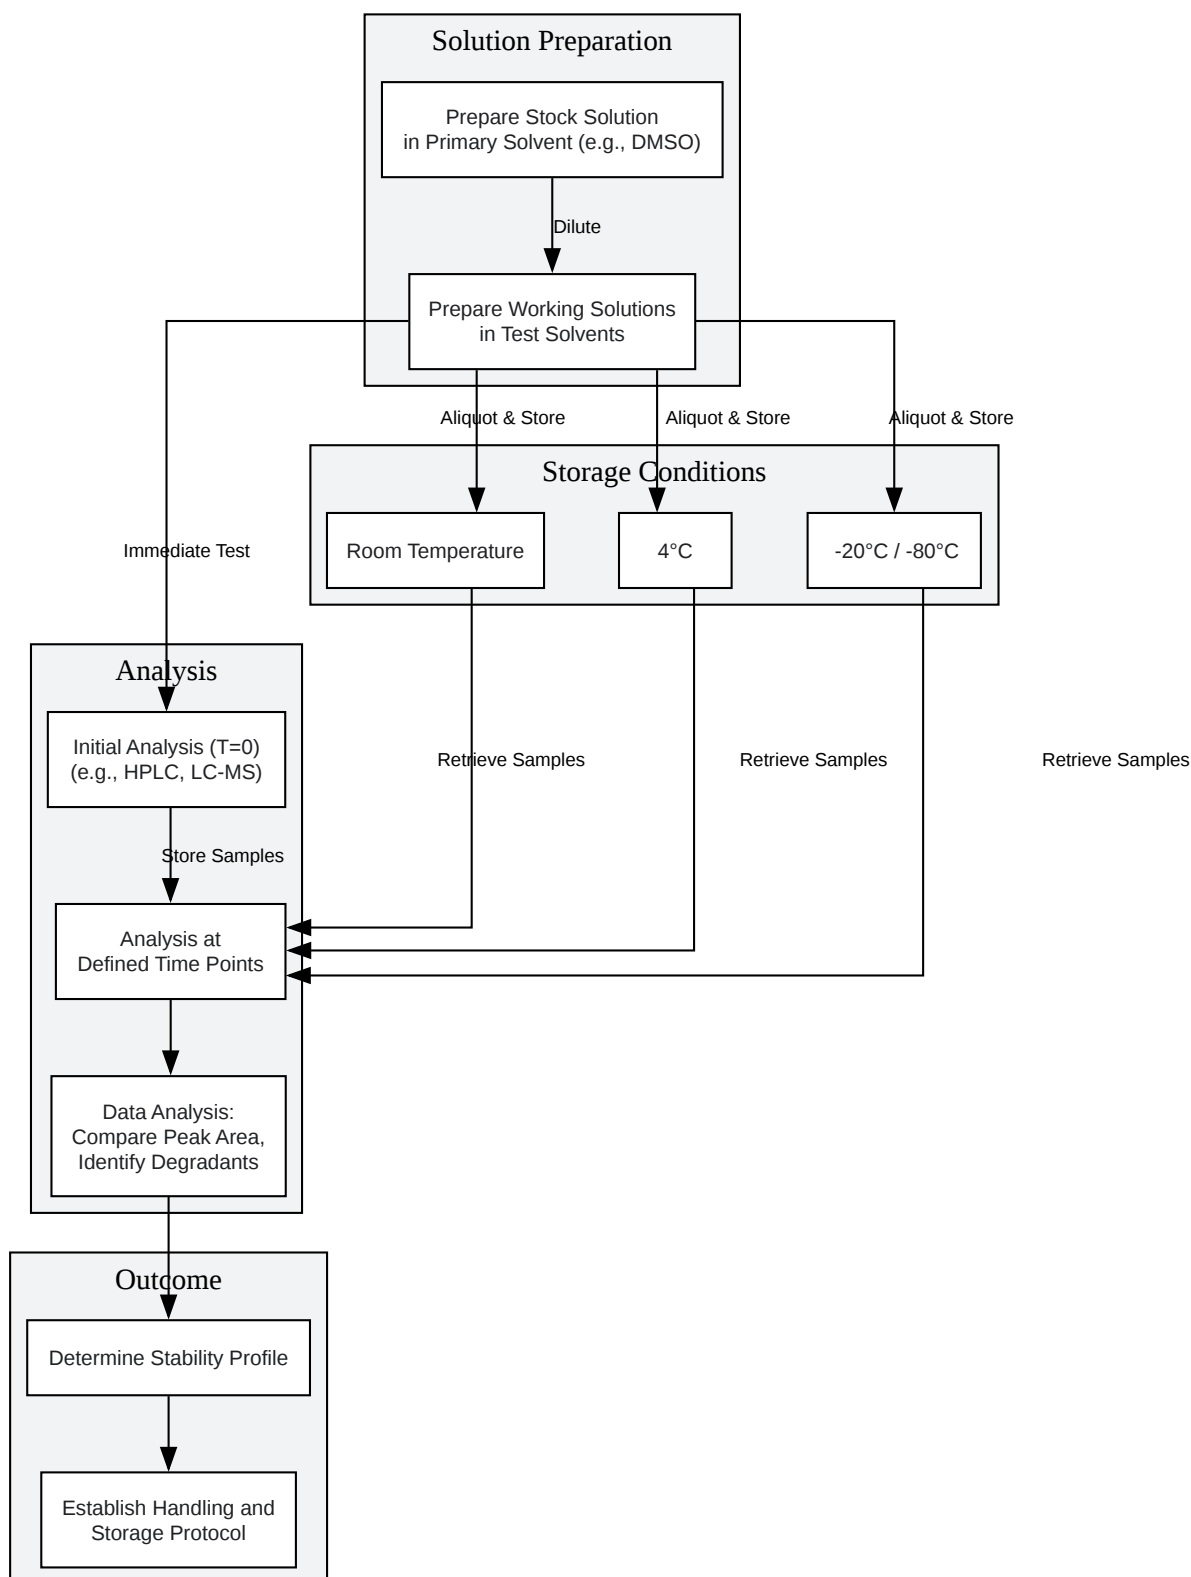 Solution Preparation
Prepare Stock Solution
in Primary Solvent (e.g., DMSO)
Dilute
Prepare Working Solutions
in Test Solvents
Aliquot & Store
Aliquot & Store
Aliquot & Store
Storage Conditions
Immediate Test
Room Temperature
4°C
-20°C / -80°C
Analysis
Initial Analysis (T=0)
(e.g., HPLC, LC-MS)
Retrieve Samples
Retrieve Samples
Retrieve Samples
Store Samples
Analysis at
Defined Time Points
Data Analysis:
Compare Peak Area,
Identify Degradants
Outcome
Determine Stability Profile
Establish Handling and
Storage Protocol